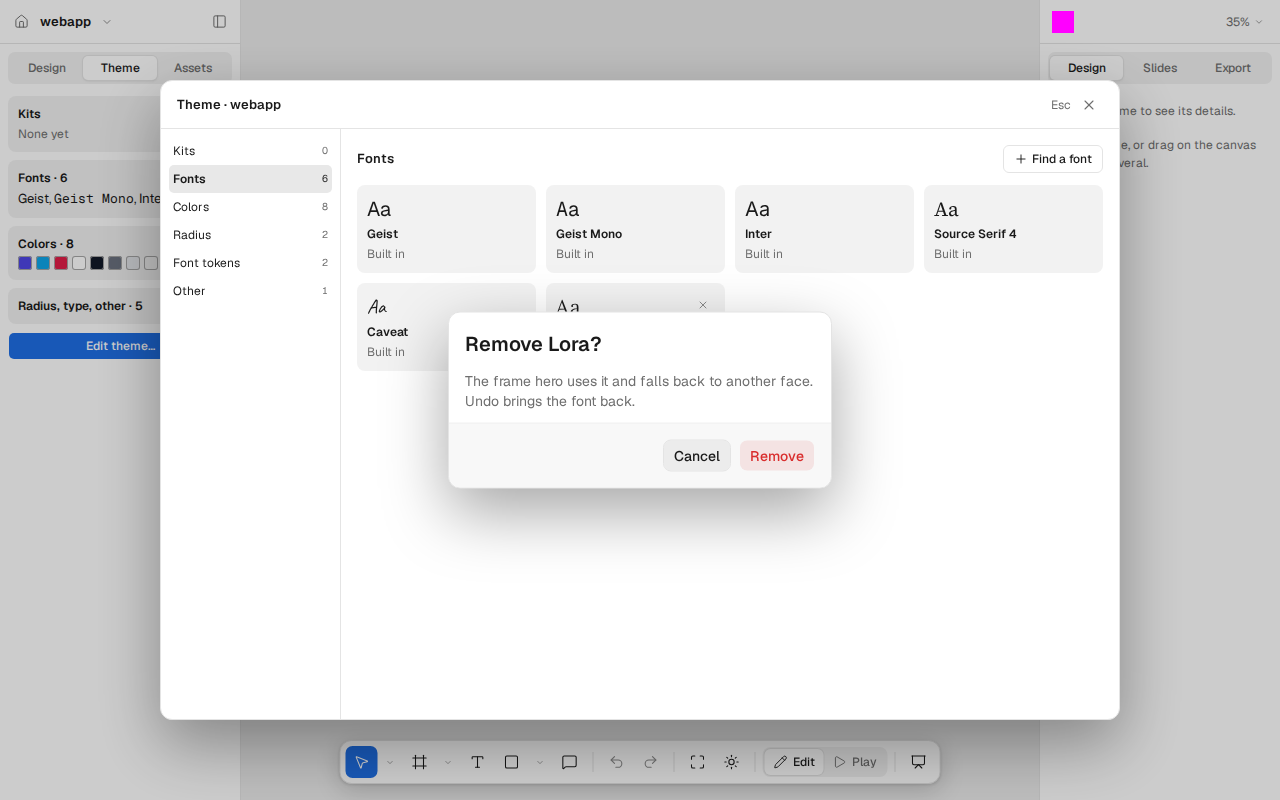 webapp
35%
Design Theme Assets
Design Slides Export
Kits
None yet
Fonts · 6
Geist, Geist Mono, Inte
Colors · 8
Radius, type, other · 5
Edit theme…
me to see its details.
e, or drag on the canvas
veral.
Theme · webapp
Esc
Kits 0
Fonts 6
Colors 8
Radius 2
Font tokens 2
Other 1
Fonts
Find a font
Aa
Geist
Built in
Aa
Geist Mono
Built in
Aa
Inter
Built in
Aa
Source Serif 4
Built in
Aa
Caveat
Built in
Aa
Remove Lora?
The frame hero uses it and falls back to another face.
Undo brings the font back.
Cancel Remove
Edit Play